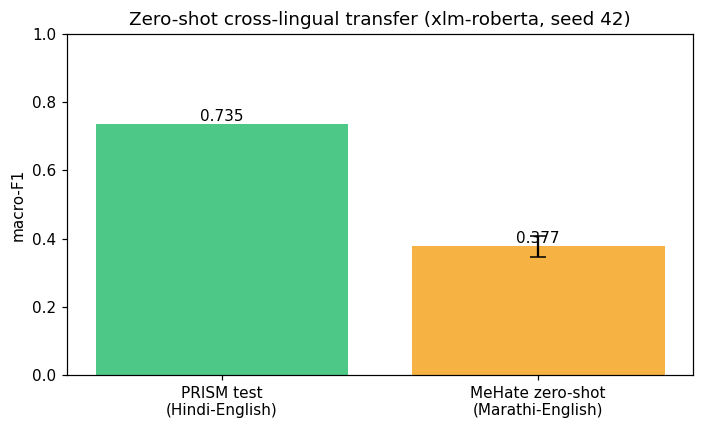 Zero-shot cross-lingual transfer (xlm-roberta, seed 42)
macro-F1
1.0
0.8
0.6
0.4
0.2
0.0
0.735
0.377
PRISM test
(Hindi-English)
MeHate zero-shot
(Marathi-English)